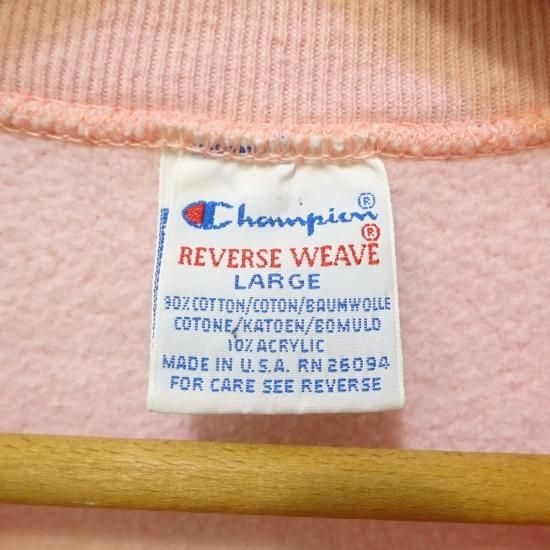 Champion ®
REVERSE WEAVE ®
LARGE
90% COTTON/COTON/BAUMWOLLE
COTONE/KATOEN/BOMULD
10% ACRYLIC
MADE IN U.S.A. RN 26094
FOR CARE SEE REVERSE